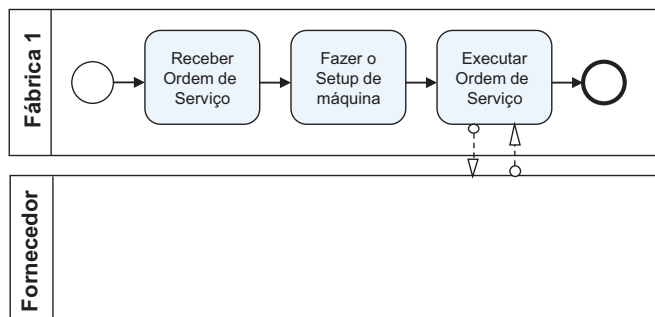 Fábrica 1
Receber
Ordem de
Serviço
Fazer o
Setup de
máquina
Executar
Ordem de
Serviço
Fornecedor